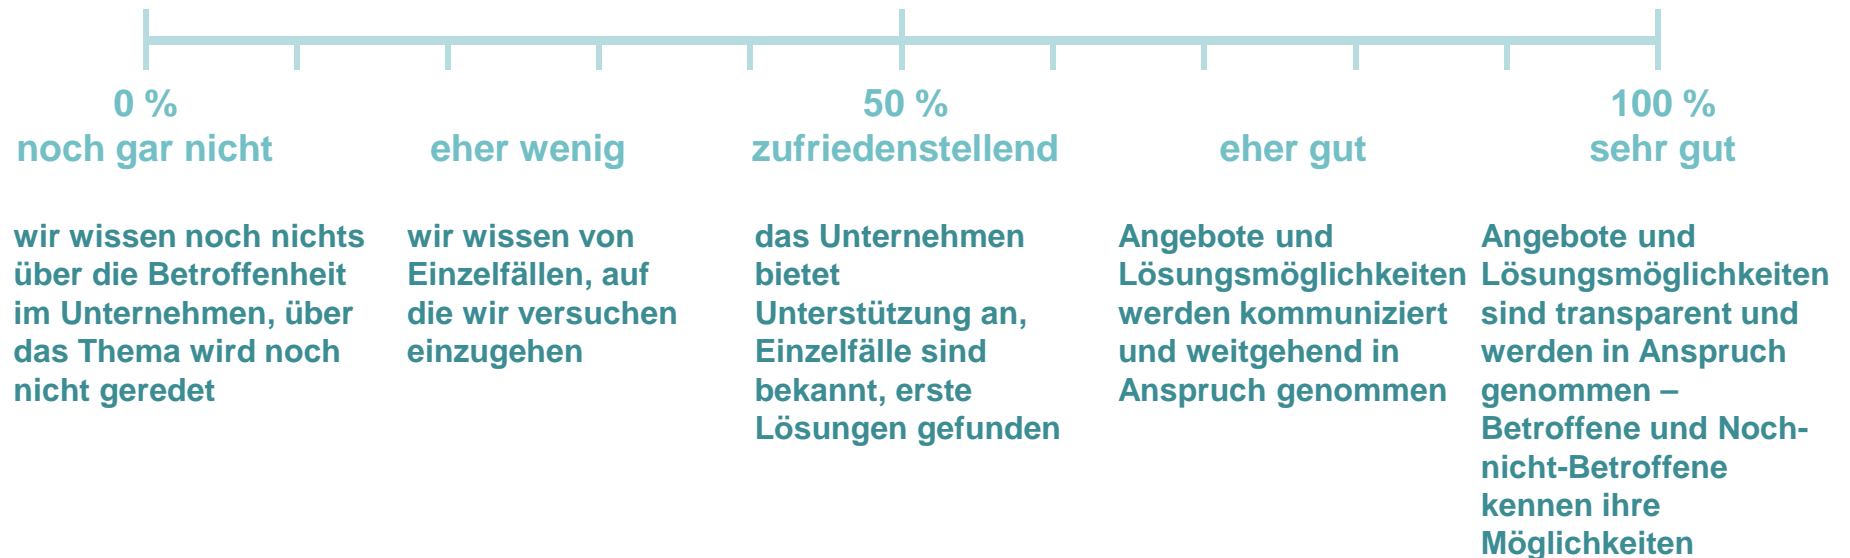 0 %
50 %
100 %
noch gar nicht
eher wenig
zufriedenstellend
eher gut
sehr gut
wir wissen noch nichts
über die Betroffenheit
im Unternehmen, über
das Thema wird noch
nicht geredet
wir wissen von
Einzelfällen, auf
die wir versuchen
einzugehen
das Unternehmen
bietet
Unterstützung an,
Einzelfälle sind
bekannt, erste
Lösungen gefunden
Angebote und
Lösungsmöglichkeiten
werden kommuniziert
und weitgehend in
Anspruch genommen
Angebote und
Lösungsmöglichkeiten
sind transparent und
werden in Anspruch
genommen –
Betroffene und Noch-
nicht-Betroffene
kennen ihre
Möglichkeiten